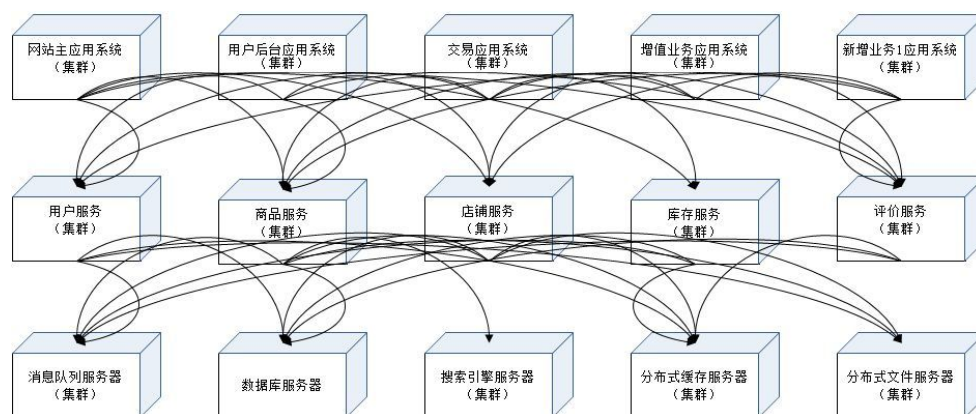 网站主应用系统
（集群）
用户后台应用系统
（集群）
交易应用系统
（集群）
增值业务应用系统
（集群）
新增业务1应用系统
（集群）
用户服务
（集群）
商品服务
（集群）
店铺服务
（集群）
库存服务
（集群）
评价服务
（集群）
消息队列服务器
（集群）
数据库服务器
搜索引擎服务器
（集群）
分布式缓存服务器
（集群）
分布式文件服务器
（集群）